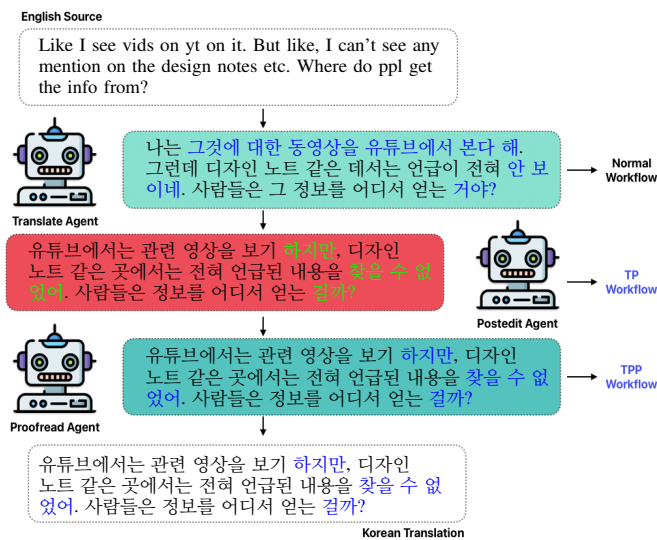 English Source
Like I see vids on yt on it. But like, I can't see any
mention on the design notes etc. Where do ppl get
the info from?
나는 그것에 대한 동영상을 유튜브에서 본다 해.
그런데 디자인 노트 같은 데서는 언급이 전혀 안 보
이네. 사람들은 그 정보를 어디서 얻는 거야?
Normal
Workflow
Translate Agent
유튜브에서는 관련 영상을 보기 하지만, 디자인
노트 같은 곳에서는 전혀 언급된 내용을 찾을 수 없
었어. 사람들은 정보를 어디서 얻는 걸까?
TP
Workflow
Postedit Agent
유튜브에서는 관련 영상을 보기 하지만, 디자인
노트 같은 곳에서는 전혀 언급된 내용을 찾을 수 없
었어. 사람들은 정보를 어디서 얻는 걸까?
TPP
Workflow
Proofread Agent
유튜브에서는 관련 영상을 보기 하지만, 디자인
노트 같은 곳에서는 전혀 언급된 내용을 찾을 수 없
었어. 사람들은 정보를 어디서 얻는 걸까?
Korean Translation